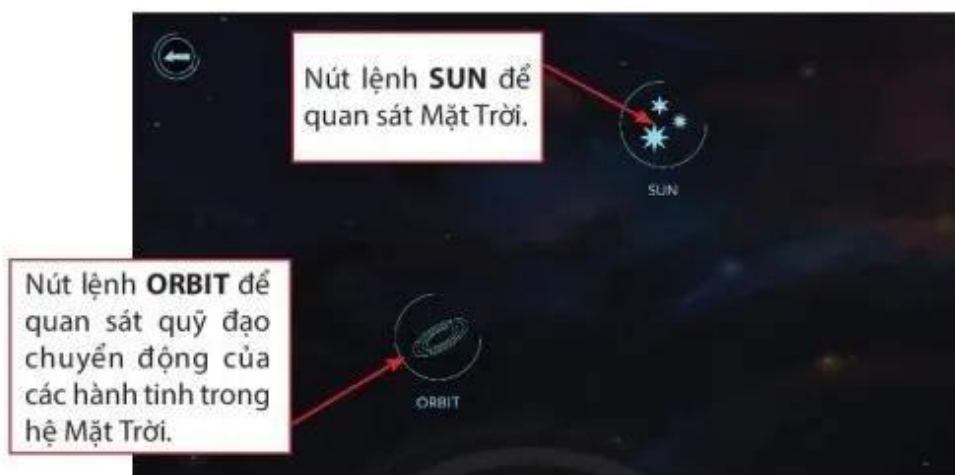 Nút lệnh SUN để
quan sát Mặt Trời.
SUN
Nút lệnh ORBIT để
quan sát quỹ đạo
chuyển động của
các hành tinh trong
hệ Mặt Trời.
ORBIT